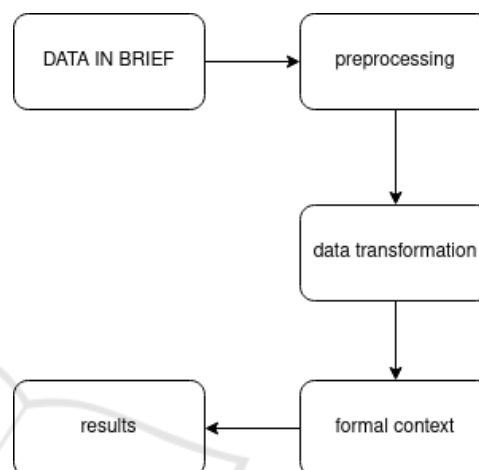 DATA IN BRIEF
preprocessing
data transformation
formal context
results